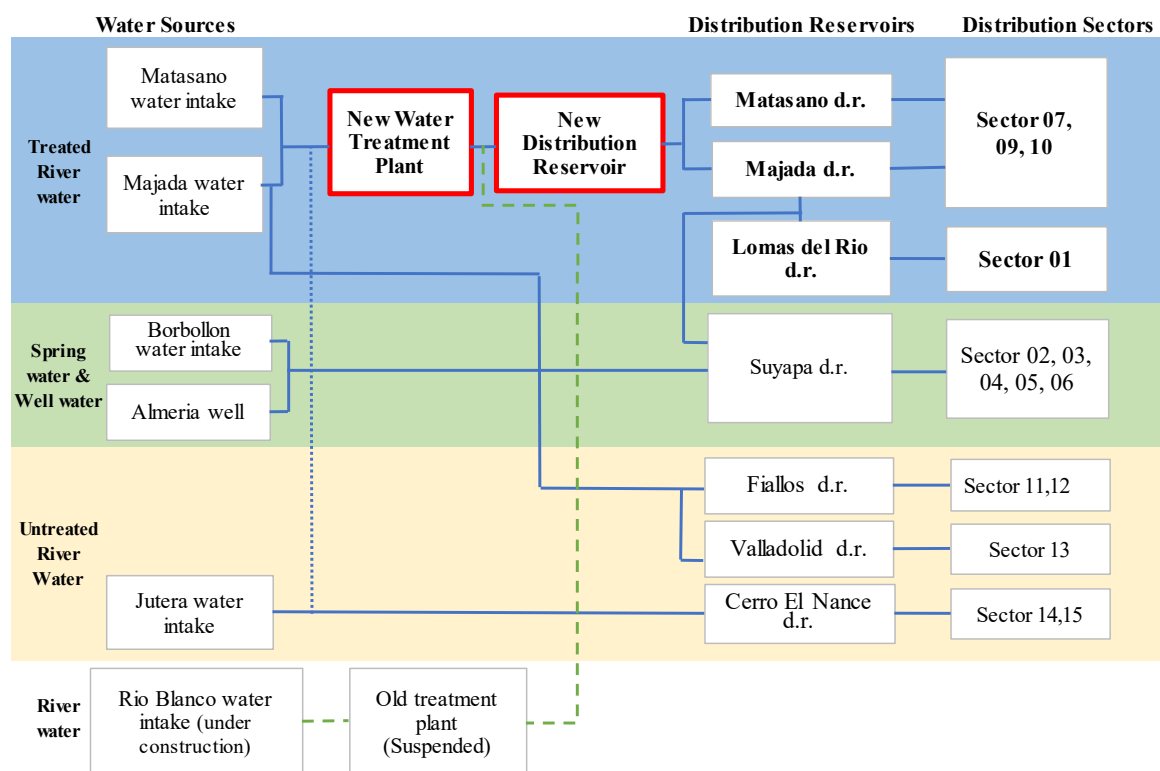 Water Sources
Distribution Reservoirs
Distribution Sectors
Treated
River
water
Matasano
water intake
Majada water
intake
New Water
Treatment
Plant
New
Distribution
Reservoir
Matasano d.r.
Majada d.r.
Lomas del Rio
d.r.
Sector 07,
09, 10
Sector 01
Spring
water &
Well water
Borbollon
water intake
Almeria well
Suyapa d.r.
Sector 02, 03,
04, 05, 06
Untreated
River
Water
Jutera water
intake
Fiallos d.r.
Valladolid d.r.
Cerro El Nance
d.r.
Sector 11,12
Sector 13
Sector 14,15
River
water
Rio Blanco water
intake (under
construction)
Old treatment
plant
(Suspended)